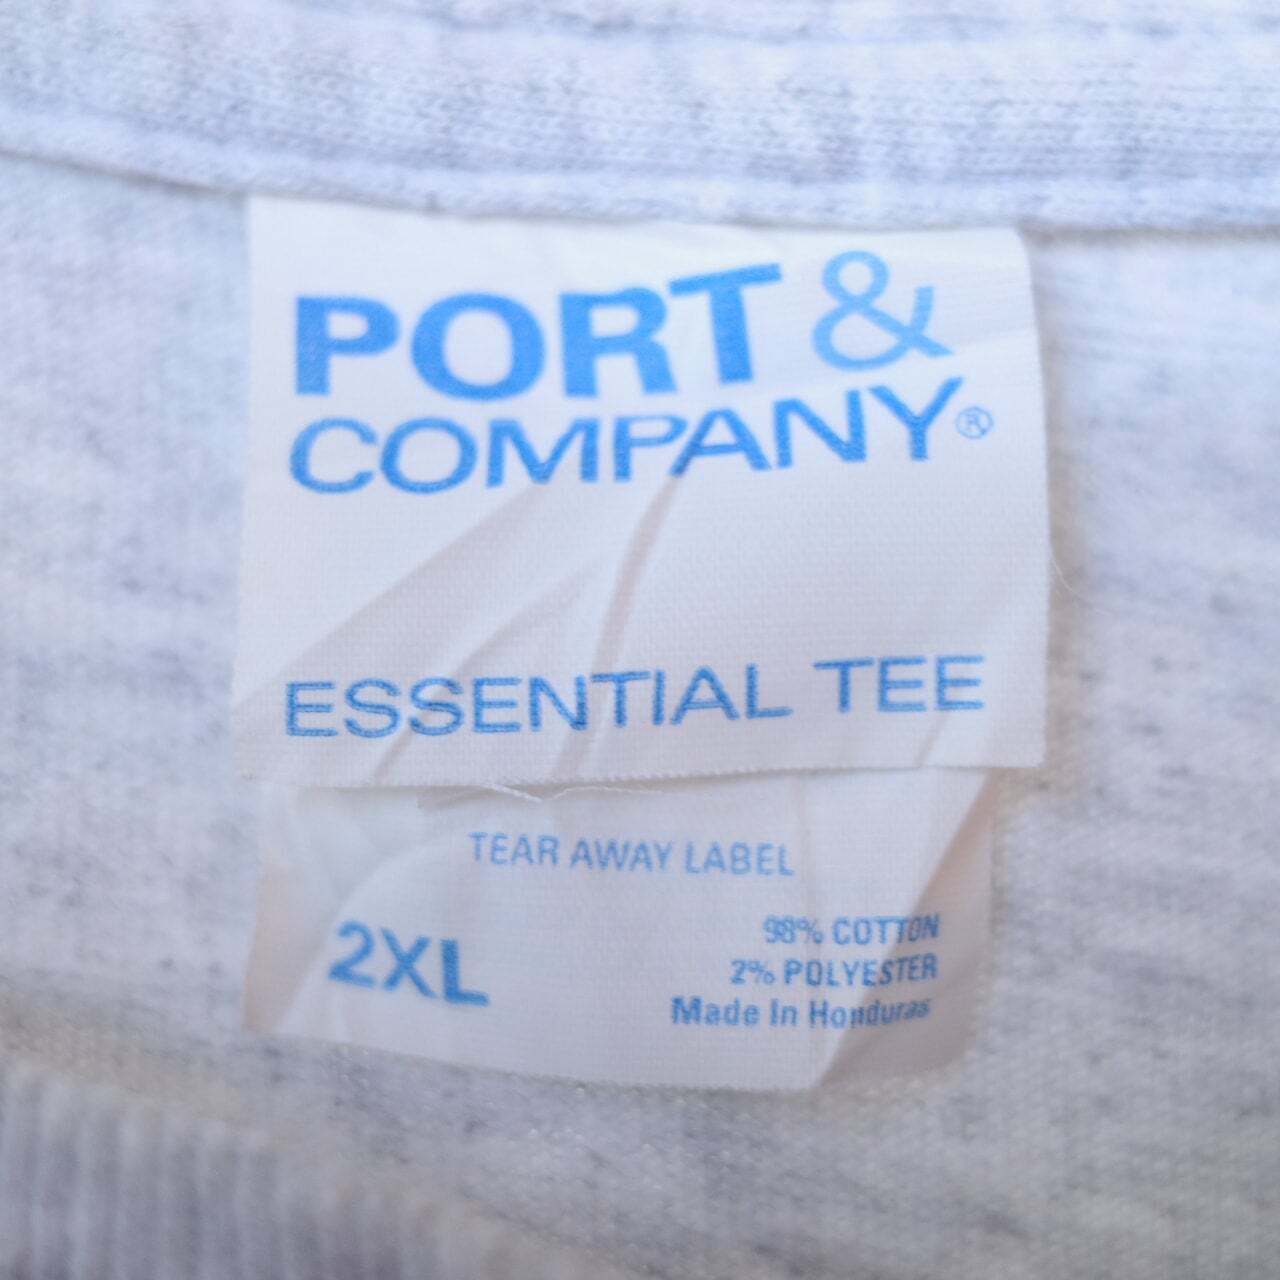 PORT &
COMPANY®
ESSENTIAL TEE
TEAR AWAY LABEL
2XL
98% COTTON
2% POLYESTER
Made In Honduras